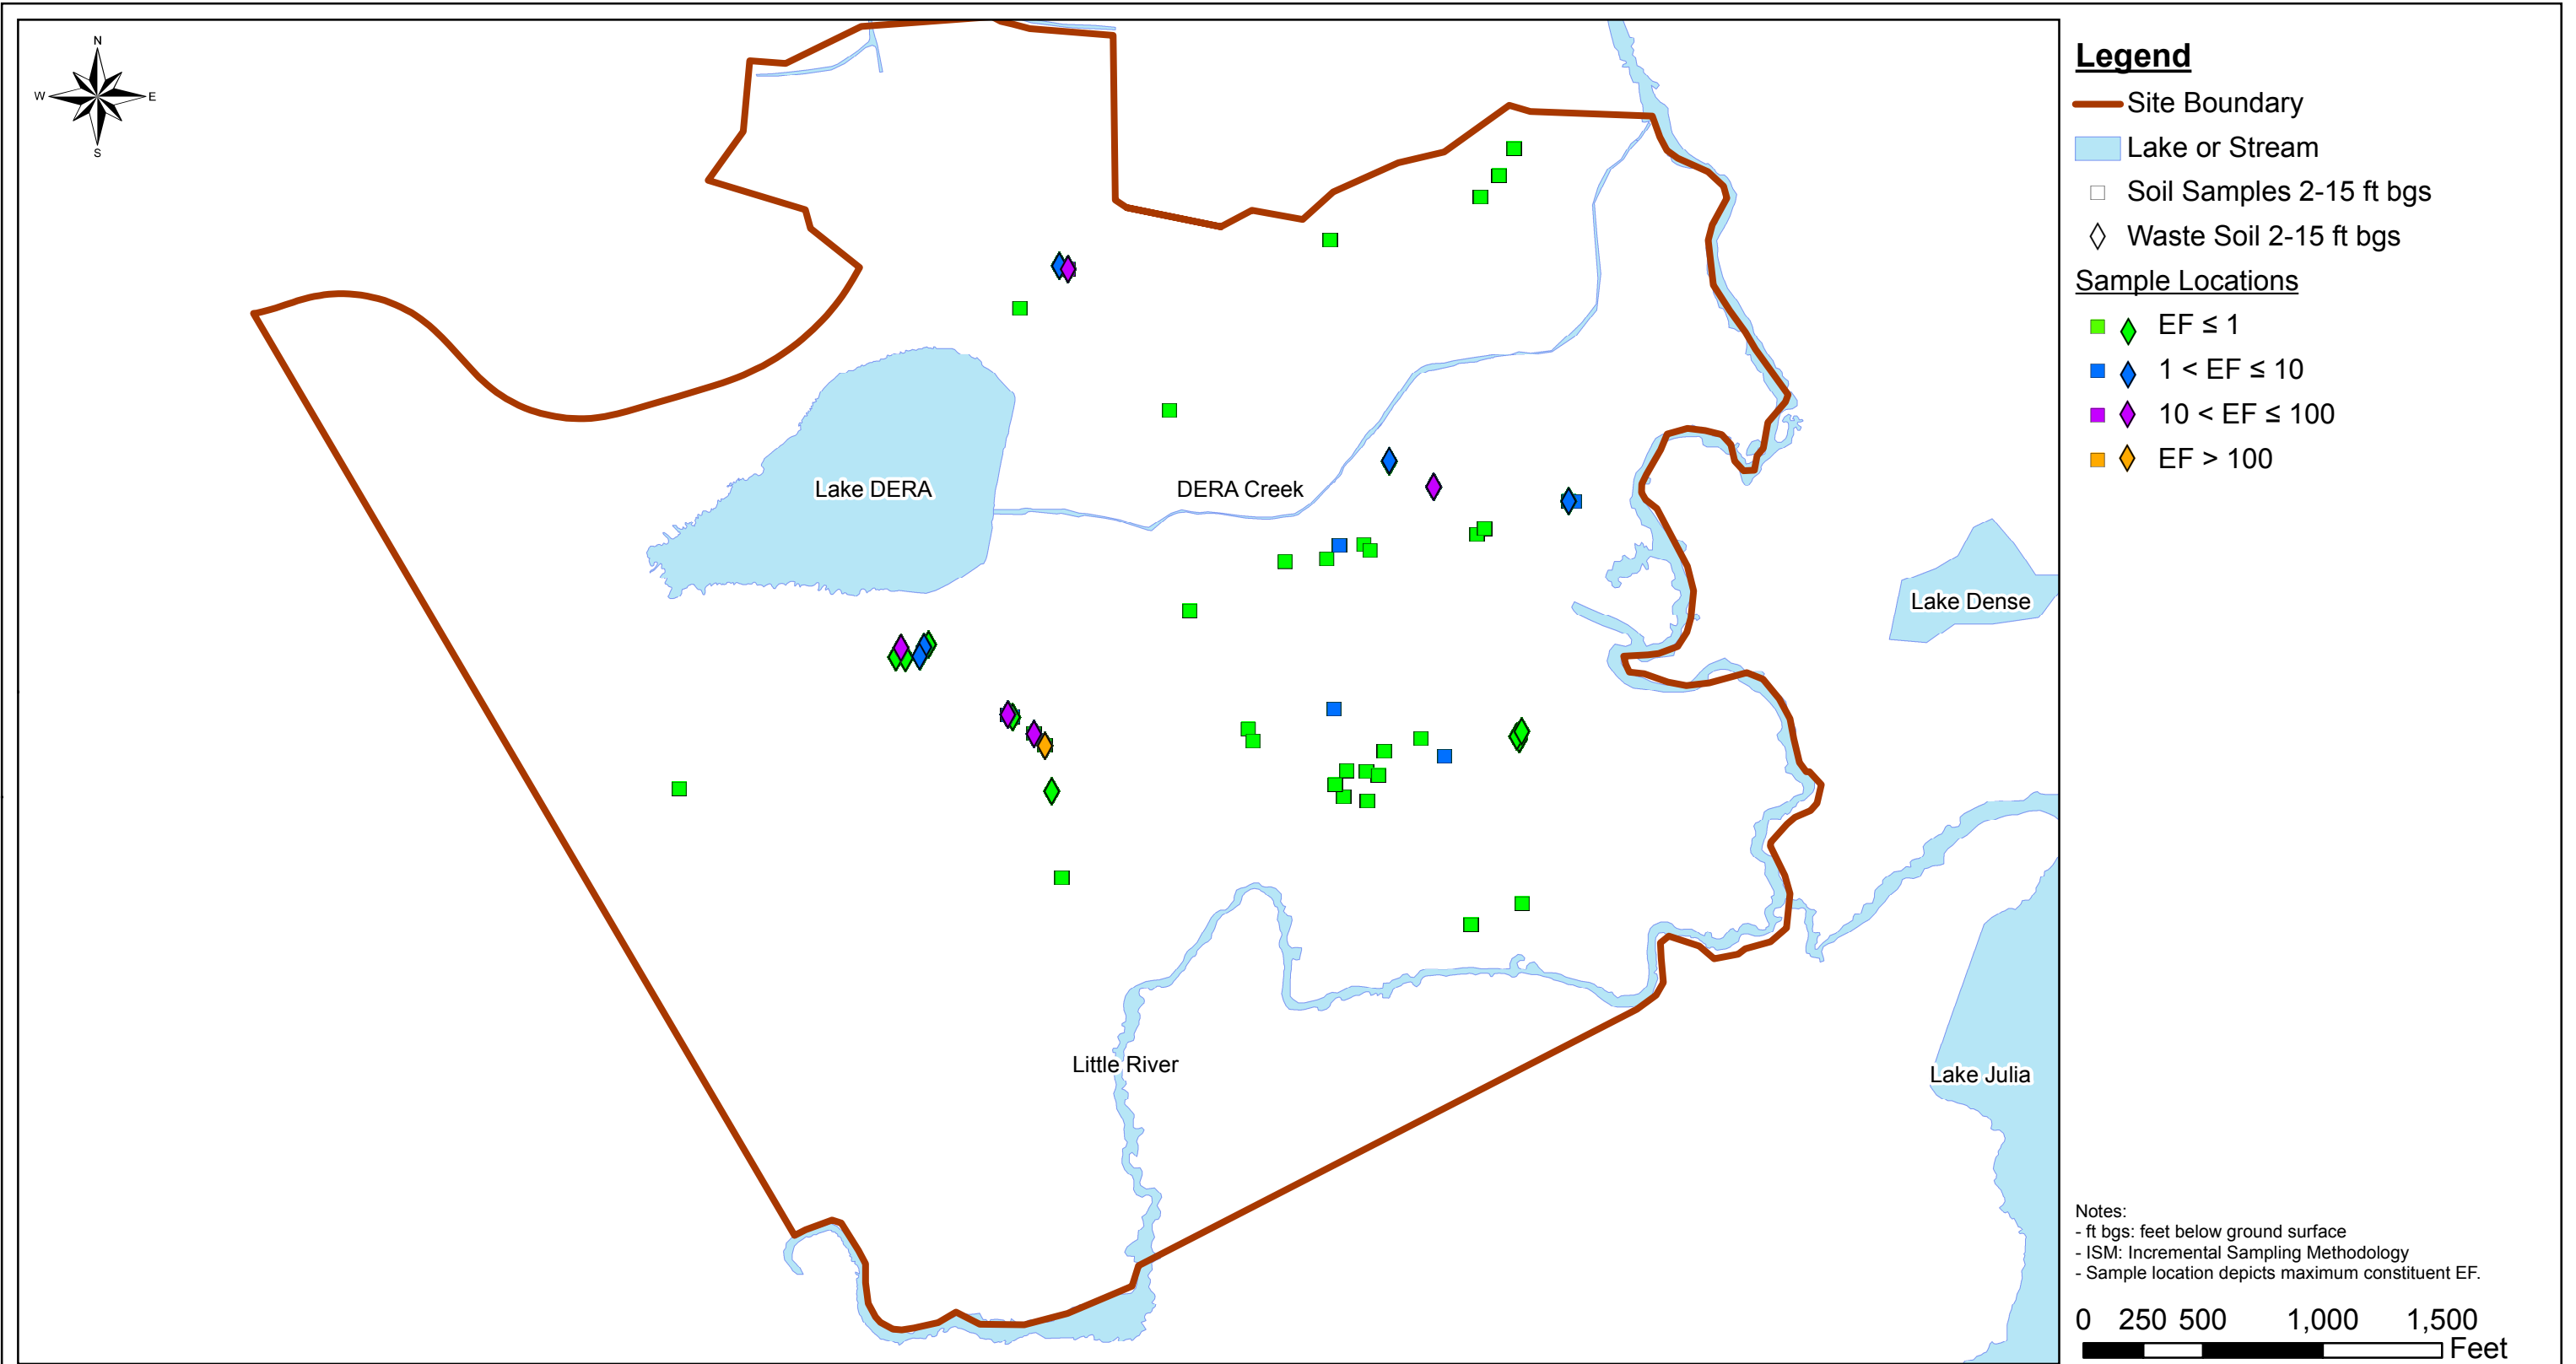 N
W E
S
Lake DERA
DERA Creek
Lake Dense
Little River
Lake Julia
Legend
Site Boundary
Lake or Stream
Soil Samples 2-15 ft bgs
Waste Soil 2-15 ft bgs
Sample Locations
EF ≤ 1
1 < EF ≤ 10
10 < EF ≤ 100
EF > 100
Notes:
- ft bgs: feet below ground surface
- ISM: Incremental Sampling Methodology
- Sample location depicts maximum constituent EF.
0 250 500 1,000 1,500
Feet